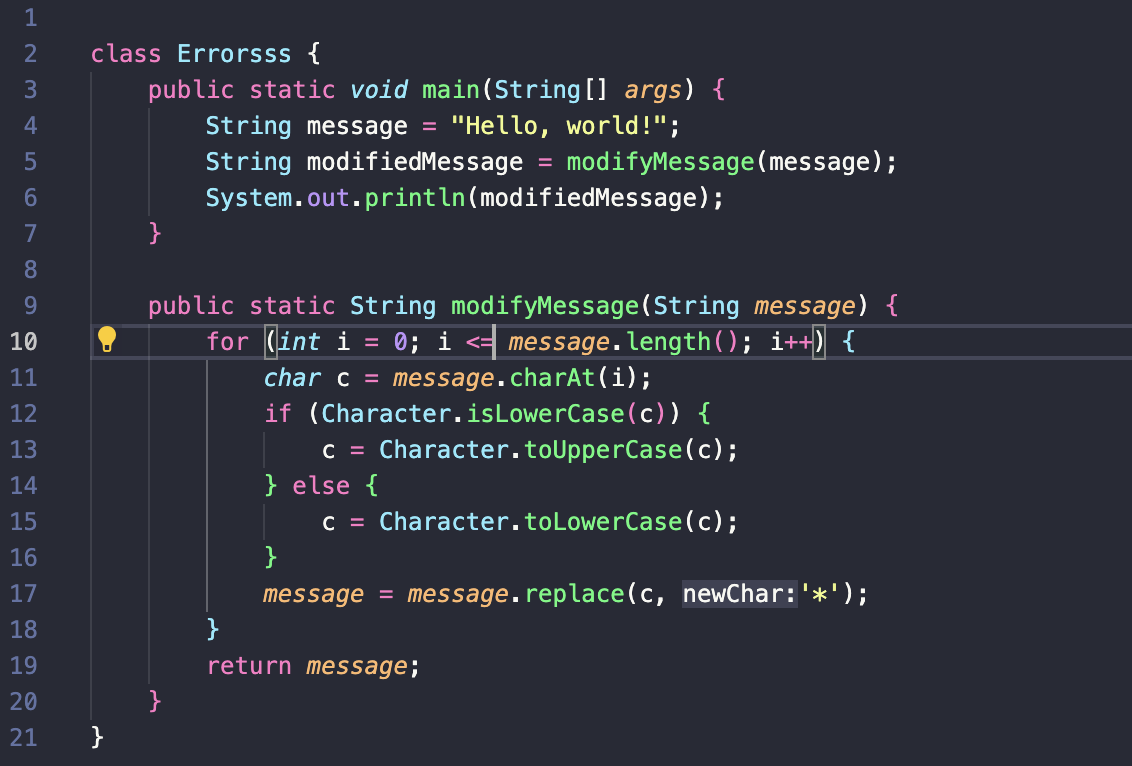 1
2 class Errorsss {
3 public static void main(String[] args) {
4 String message = "Hello, world!";
5 String modifiedMessage = modifyMessage(message);
6 System.out.println(modifiedMessage);
7 }
8
9 public static String modifyMessage(String message) {
10 for (int i = 0; i <= message.length(); i++) {
11 char c = message.charAt(i);
12 if (Character.isLowerCase(c)) {
13 c = Character.toUpperCase(c);
14 } else {
15 c = Character.toLowerCase(c);
16 }
17 message = message.replace(c, newChar:'*');
18 }
19 return message;
20 }
21 }